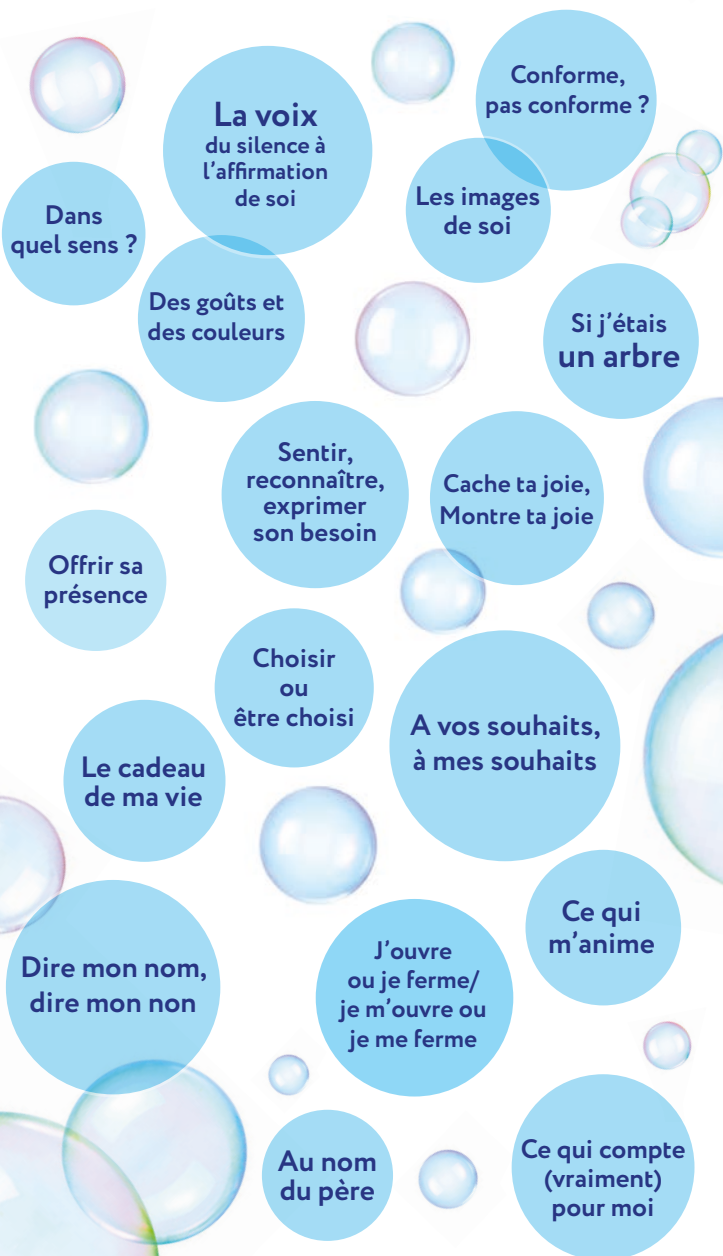 Conforme,
pas conforme ?
La voix
du silence à
l'affirmation
de soi
Les images
de soi
Dans
quel sens ?
Des goûts et
des couleurs
Si j'étais
un arbre
Sentir,
reconnaître,
exprimer
son besoin
Cache ta joie,
Montre ta joie
Offrir sa
présence
Choisir
ou
être choisi
A vos souhaits,
à mes souhaits
Le cadeau
de ma vie
Ce qui
m'anime
Dire mon nom,
dire mon non
J'ouvre
ou je ferme/
je m'ouvre ou
je me ferme
Au nom
du père
Ce qui compte
(vraiment)
pour moi